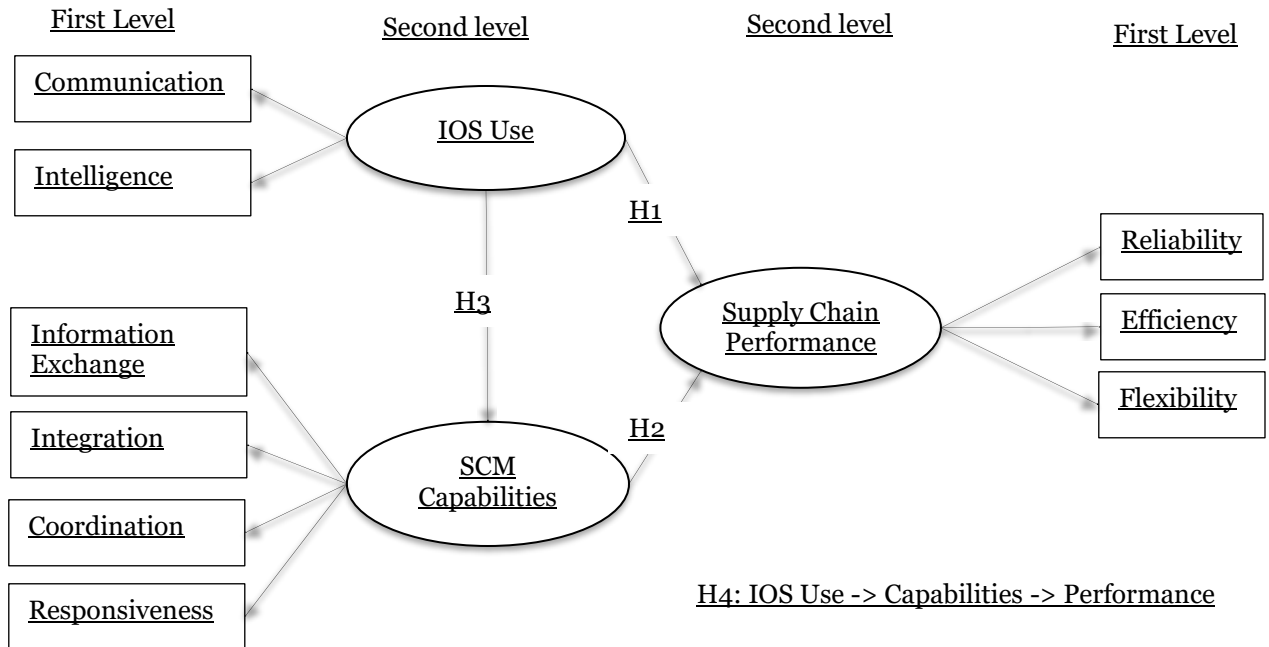 First Level
Second level
Second level
First Level
Communication
IOS Use
Intelligence
H1
Reliability
H3
Supply Chain
Performance
Efficiency
Information
Exchange
Flexibility
Integration
H2
SCM
Capabilities
Coordination
Responsiveness
H4: IOS Use -> Capabilities -> Performance